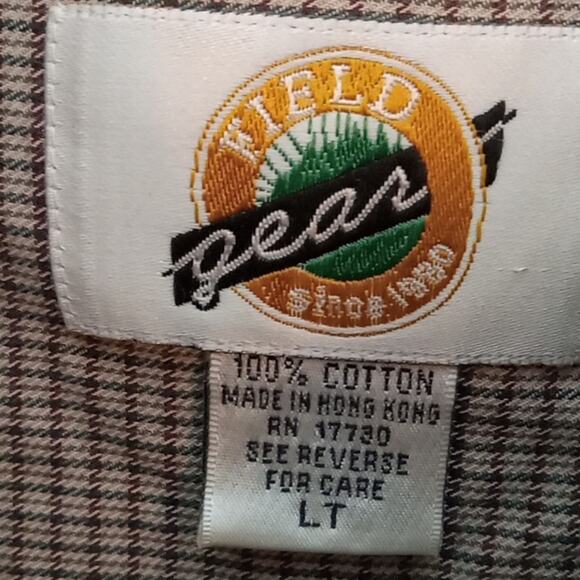 FIELD
gear
Since 1980
100% COTTON
MADE IN HONG KONG
RN 17730
SEE REVERSE
FOR CARE
LT